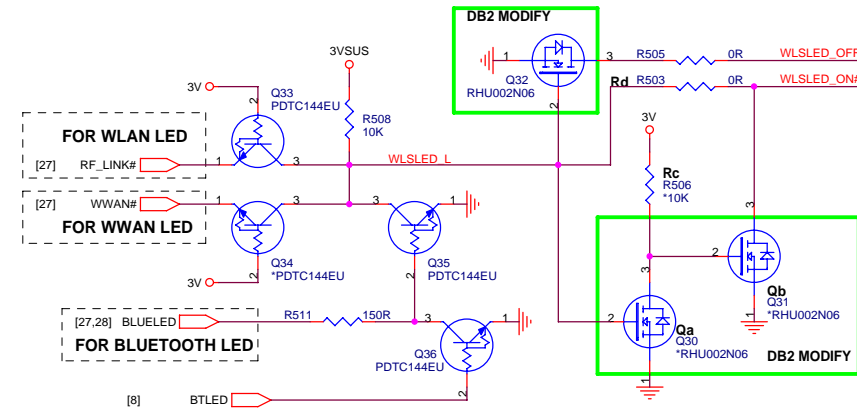 DB2 MODIFY
3VSUS
1
3
R505
0R
WLSLED_OFF
Q32
RHU002N06
2
Rd
R503
0R
WLSLED_ON#
3V
2
Q33
PDTC144EU
R508
10K
3V
FOR WLAN LED
[27]
RF_LINK#
1
3
WLSLED_L
Rc
R506
*10K
[27]
WWAN#
1
3
3
1
3
FOR WWAN LED
2
Q34
*PDTC144EU
Q35
PDTC144EU
3V
2
2
3
Qb
Q31
*RHU002N06
1
[27,28]
BLUELED
R511
150R
3
1
2
Qa
Q30
*RHU002N06
FOR BLUETOOTH LED
Q36
PDTC144EU
DB2 MODIFY
2
1
[8]
BTLED